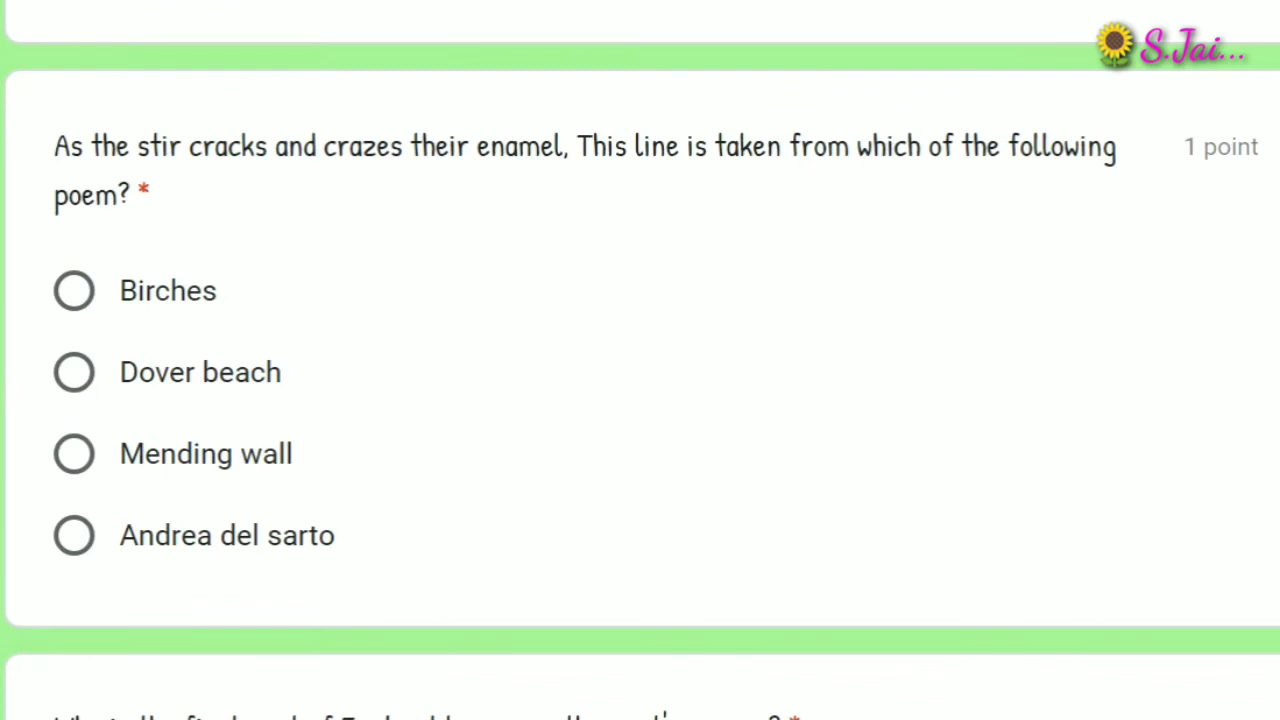 S.Jai...
As the stir cracks and crazes their enamel, This line is taken from which of the following
poem? *
1 point
Birches
Dover beach
Mending wall
Andrea del sarto